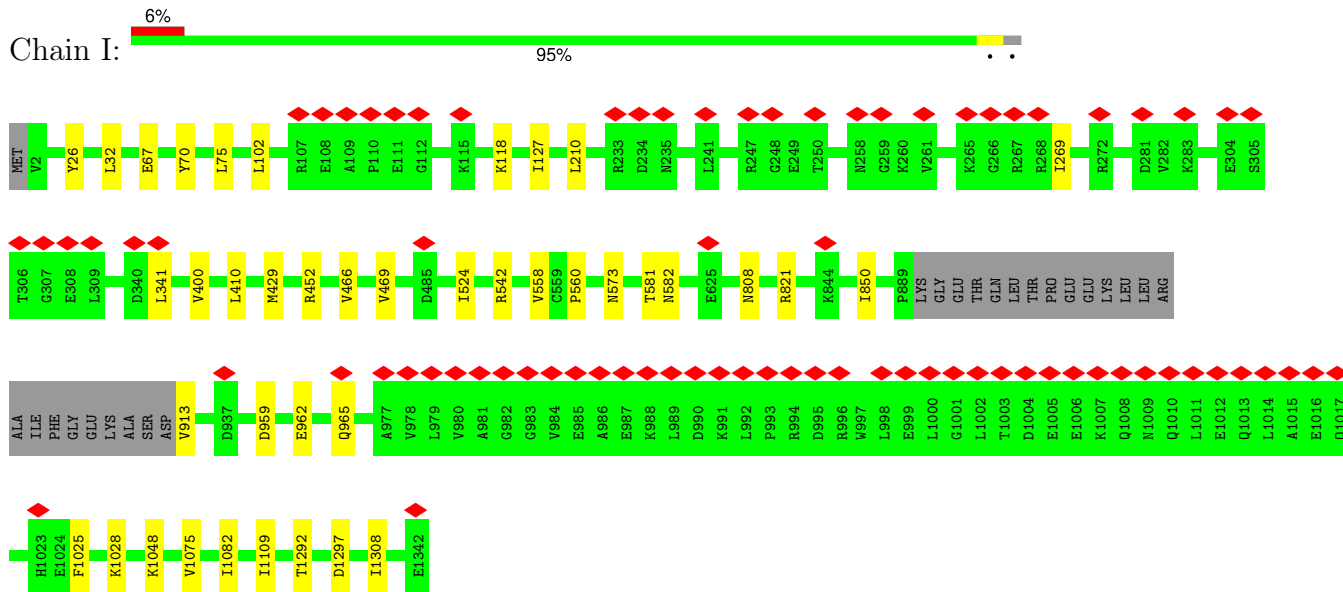 6%
Chain I:
95%
• •
MET V2 Y26 L32 E67 Y70 L75 L102 R107 E108 A109 P110 E111 G112 K115 K118 I127 L210 R233 D234 N235 L241 R247 G248 E249 T250 N258 G259 K260 V261 K265 G266 R267 R268 I269 R272 D281 V282 K283 E304 S305
T306 G307 E308 L309 D340 L341 V400 L410 M429 R452 V466 V469 D485 I524 R542 V558 C559 P560 N573 T581 N582 E625 N808 R821 K844 I850 P889 LYS GLY GLU THR GLN LEU THR PRO GLU GLU LYS LEU LEU ARG
ALA ILE PHE GLY GLU LYS ALA SER ASP V913 D937 D959 E962 Q965 A977 V978 L979 V980 A981 G982 G983 V984 E985 A986 E987 K988 L989 D990 K991 L992 P993 R994 D995 R996 W997 L998 E999 L1000 G1001 L1002 T1003 D1004 E1005 E1006 K1007 Q1008 N1009 Q1010 L1011 E1012 Q1013 L1014 A1015 E1016 Q1017
H1023 E1024 F1025 K1028 K1048 V1075 I1082 I1109 T1292 D1297 I1308 E1342